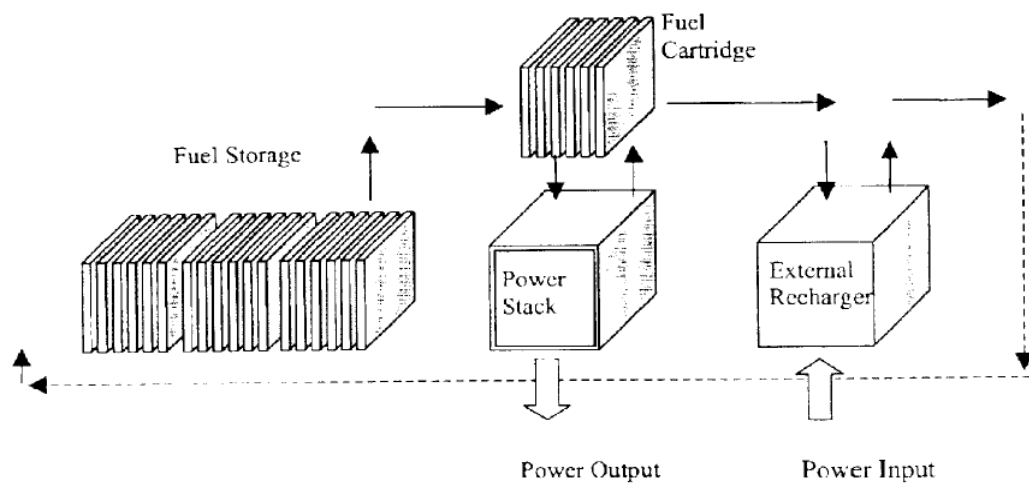 Fuel
Cartridge
Fuel Storage
Power
Stack
External
Recharger
Power Output
Power Input